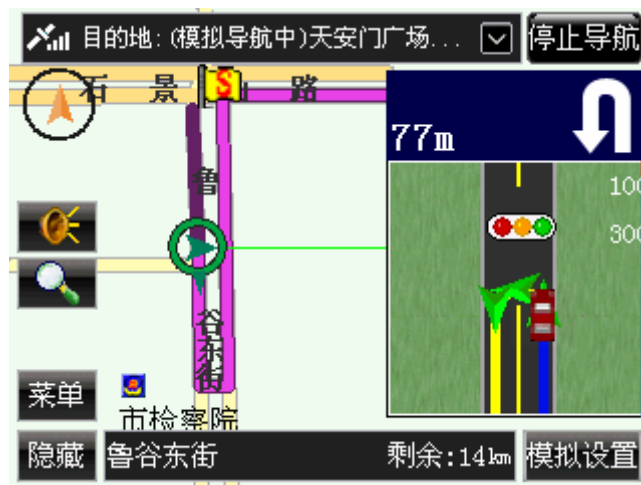 目的地:(模拟导航中)天安门广场...
停止导航
石 景 路
S
77m
鲁
100
300
谷东街
菜单
市检察院
隐藏
鲁谷东街
剩余:14km
模拟设置